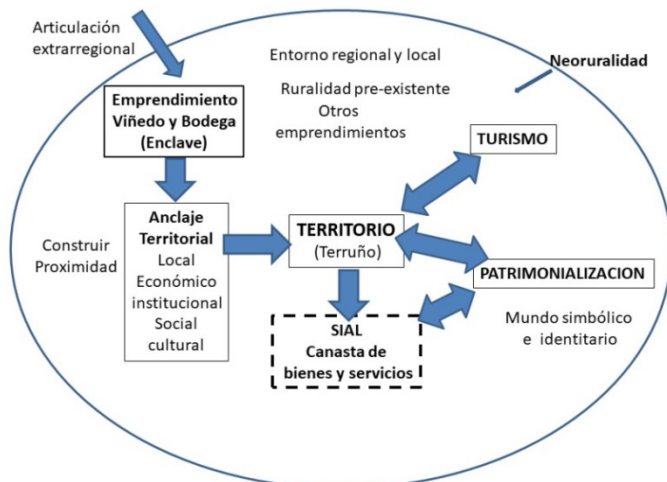 Articulación
extrarregional
Entorno regional y local
Neoruralidad
Ruralidad pre-existente
Otros
emprendimientos
Emprendimiento
Viñedo y Bodega
(Enclave)
TURISMO
Construir
Proximidad
Anclaje
Territorial
Local
Económico
institucional
Social
cultural
TERRITORIO
(Terruño)
PATRIMONIALIZACION
SIAL
Canasta de
bienes y servicios
Mundo simbólico
e identitario